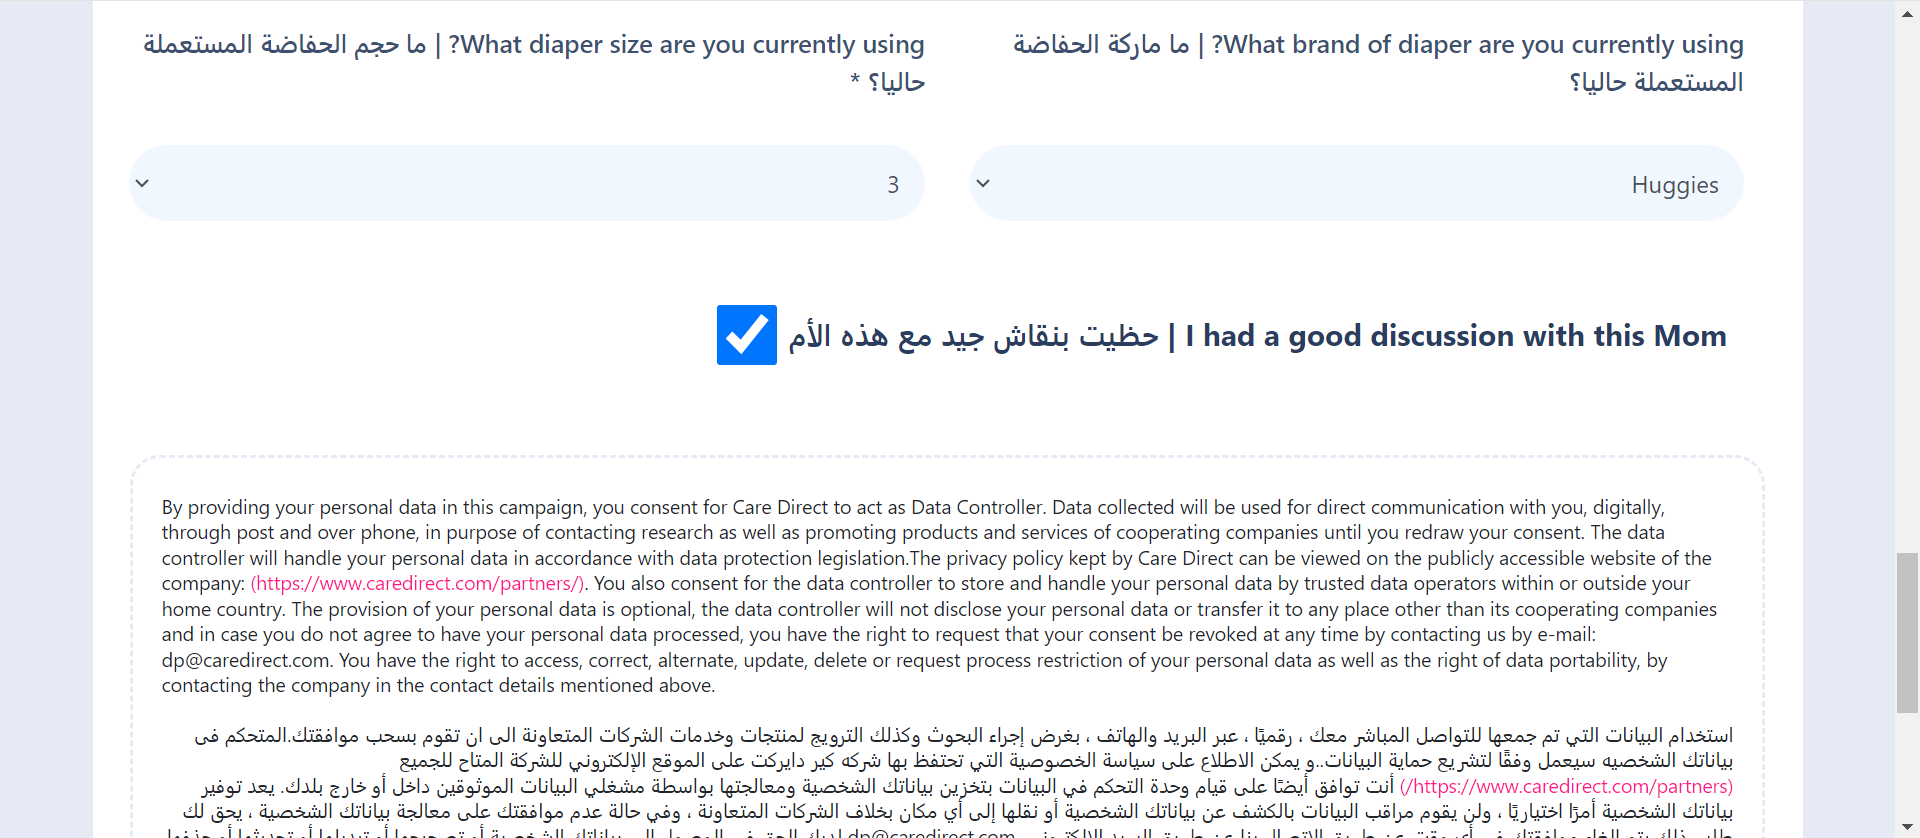 What brand of diaper are you currently using? | ما ماركة الحفاضة
المستعملة حاليا؟
What diaper size are you currently using? | ما حجم الحفاضة المستعملة
حاليا؟ *
Huggies
3
I had a good discussion with this Mom | حظيت بنقاش جيد مع هذه الأم
By providing your personal data in this campaign, you consent for Care Direct to act as Data Controller. Data collected will be used for direct communication with you, digitally,
through post and over phone, in purpose of contacting research as well as promoting products and services of cooperating companies until you redraw your consent. The data
controller will handle your personal data in accordance with data protection legislation.The privacy policy kept by Care Direct can be viewed on the publicly accessible website of the
company: (https://www.caredirect.com/partners/). You also consent for the data controller to store and handle your personal data by trusted data operators within or outside your
home country. The provision of your personal data is optional, the data controller will not disclose your personal data or transfer it to any place other than its cooperating companies
and in case you do not agree to have your personal data processed, you have the right to request that your consent be revoked at any time by contacting us by e-mail:
dp@caredirect.com. You have the right to access, correct, alternate, update, delete or request process restriction of your personal data as well as the right of data portability, by
contacting the company in the contact details mentioned above.
استخدام البيانات التي تم جمعها للتواصل المباشر معك ، رقميًا ، عبر البريد والهاتف ، بغرض إجراء البحوث وكذلك الترويج لمنتجات وخدمات الشركات المتعاونة الى ان تقوم بسحب موافقتك.المتحكم فى
بياناتك الشخصيه سيعمل وفقًا لتشريع حماية البيانات..و يمكن الاطلاع على سياسة الخصوصية التي تحتفظ بها شركه كير دايركت على الموقع الإلكتروني للشركة المتاح للجميع
(https://www.caredirect.com/partners/) أنت توافق أيضًا على قيام وحدة التحكم في البيانات بتخزين بياناتك الشخصية ومعالجتها بواسطة مشغلي البيانات الموثوقين داخل أو خارج بلدك. يعد توفير
بياناتك الشخصية أمرًا اختياريًا ، ولن يقوم مراقب البيانات بالكشف عن بياناتك الشخصية أو نقلها إلى أي مكان بخلاف الشركات المتعاونة ، وفي حالة عدم موافقتك على معالجة بياناتك الشخصية ، يحق لك
dp@caredirect.com